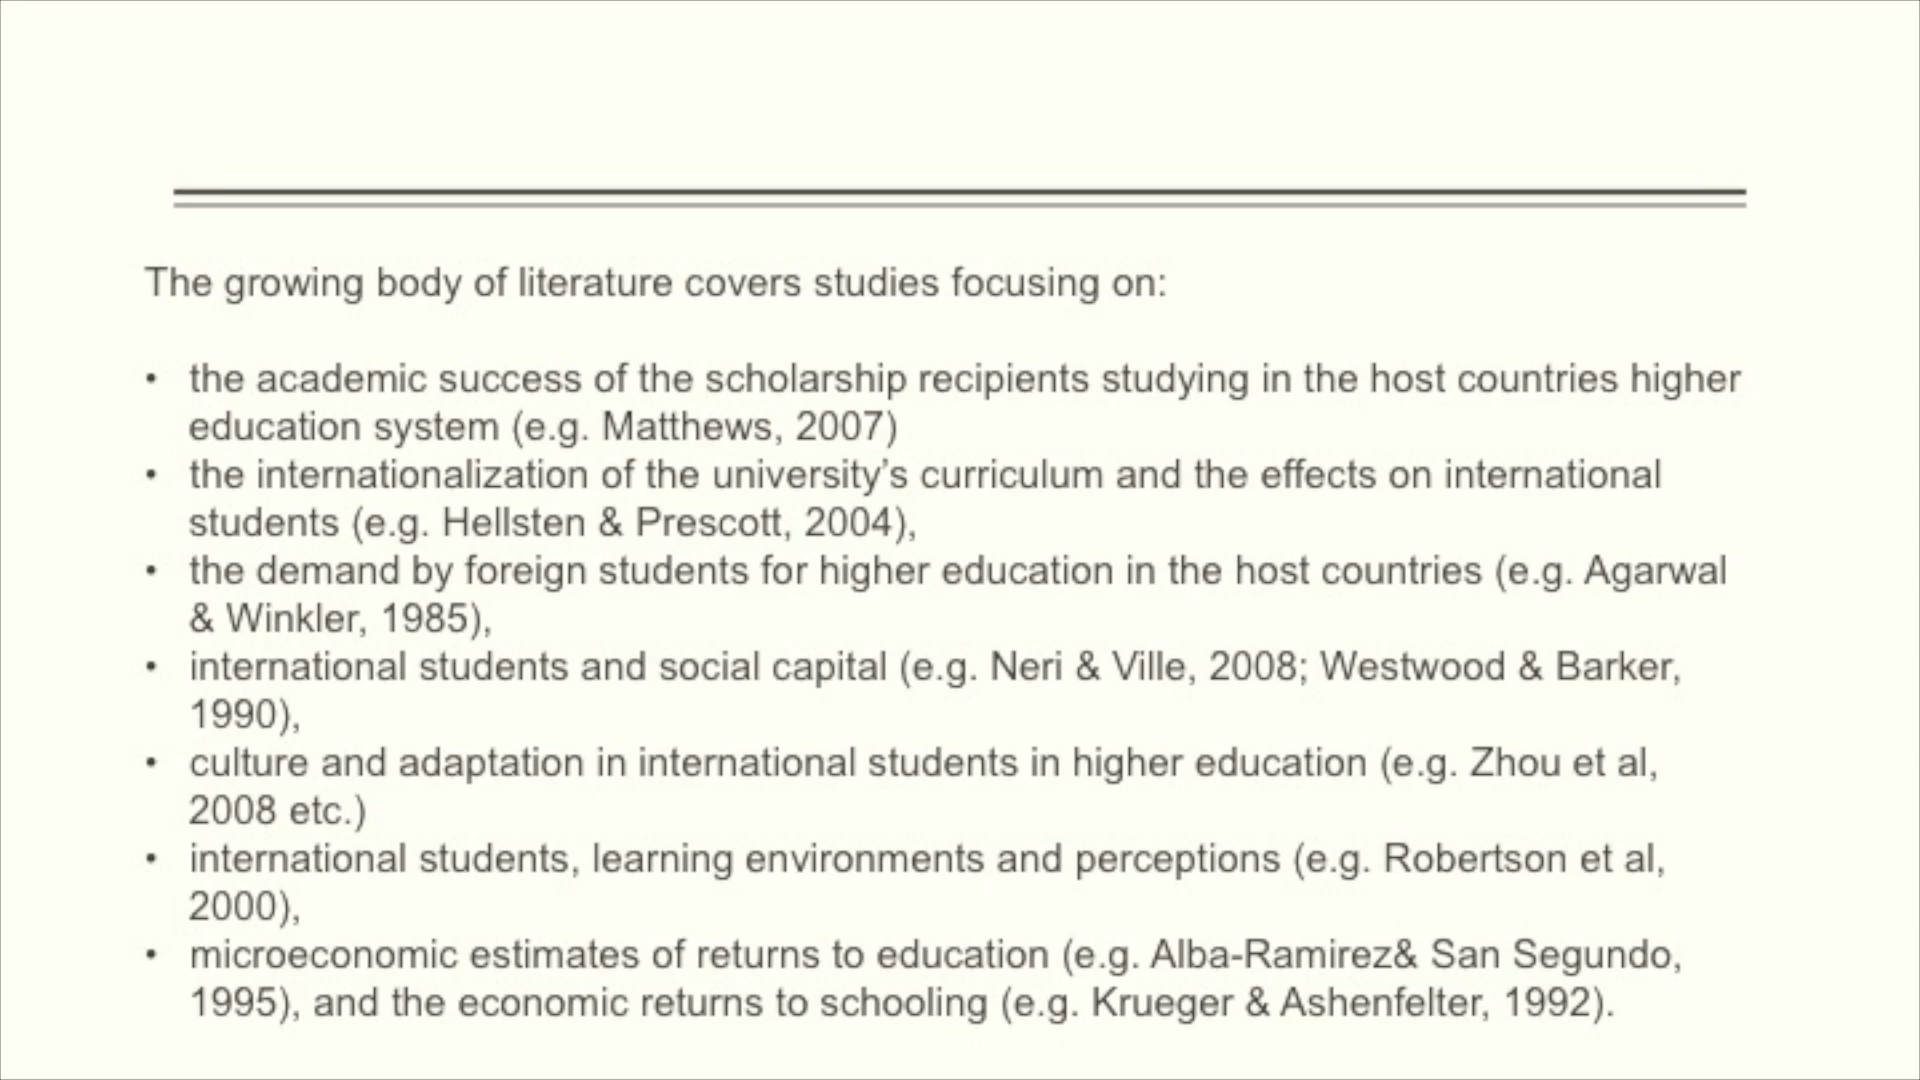 The growing body of literature covers studies focusing on:
• the academic success of the scholarship recipients studying in the host countries higher
education system (e.g. Matthews, 2007)
• the internationalization of the university’s curriculum and the effects on international
students (e.g. Hellsten & Prescott, 2004),
• the demand by foreign students for higher education in the host countries (e.g. Agarwal
& Winkler, 1985),
• international students and social capital (e.g. Neri & Ville, 2008; Westwood & Barker,
1990),
• culture and adaptation in international students in higher education (e.g. Zhou et al,
2008 etc.)
• international students, learning environments and perceptions (e.g. Robertson et al,
2000),
• microeconomic estimates of returns to education (e.g. Alba-Ramirez& San Segundo,
1995), and the economic returns to schooling (e.g. Krueger & Ashenfelter, 1992).